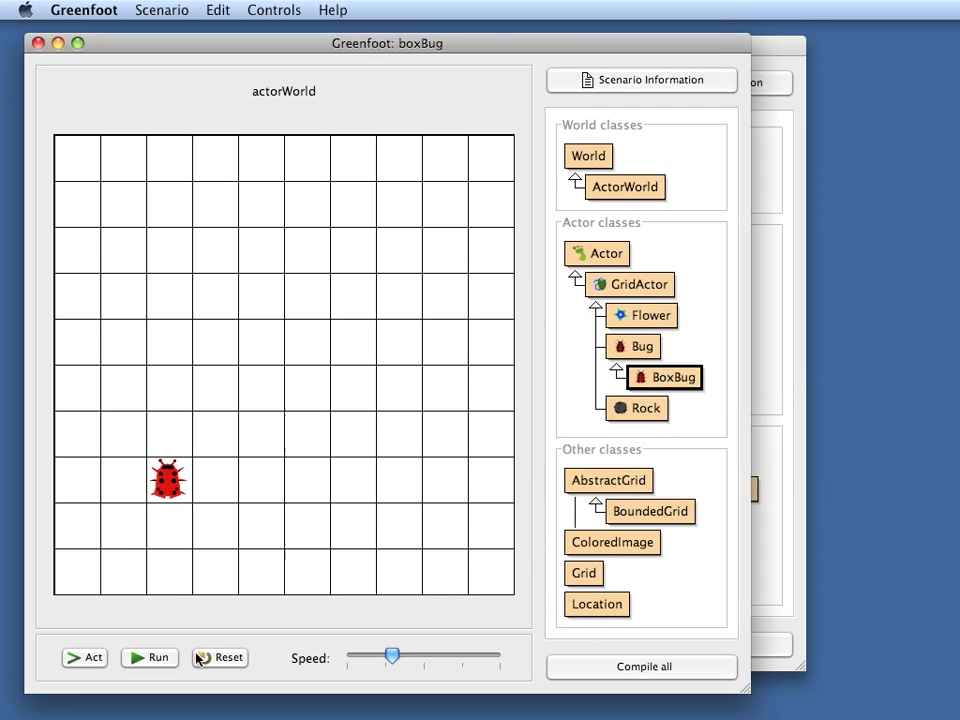 Greenfoot Scenario Edit Controls Help
Greenfoot: boxBug
actorWorld
Scenario Information
on
World classes
World
ActorWorld
Actor classes
Actor
GridActor
Flower
Bug
BoxBug
Rock
Other classes
AbstractGrid
BoundedGrid
ColoredImage
Grid
Location
Act Run Reset Speed:
Compile all